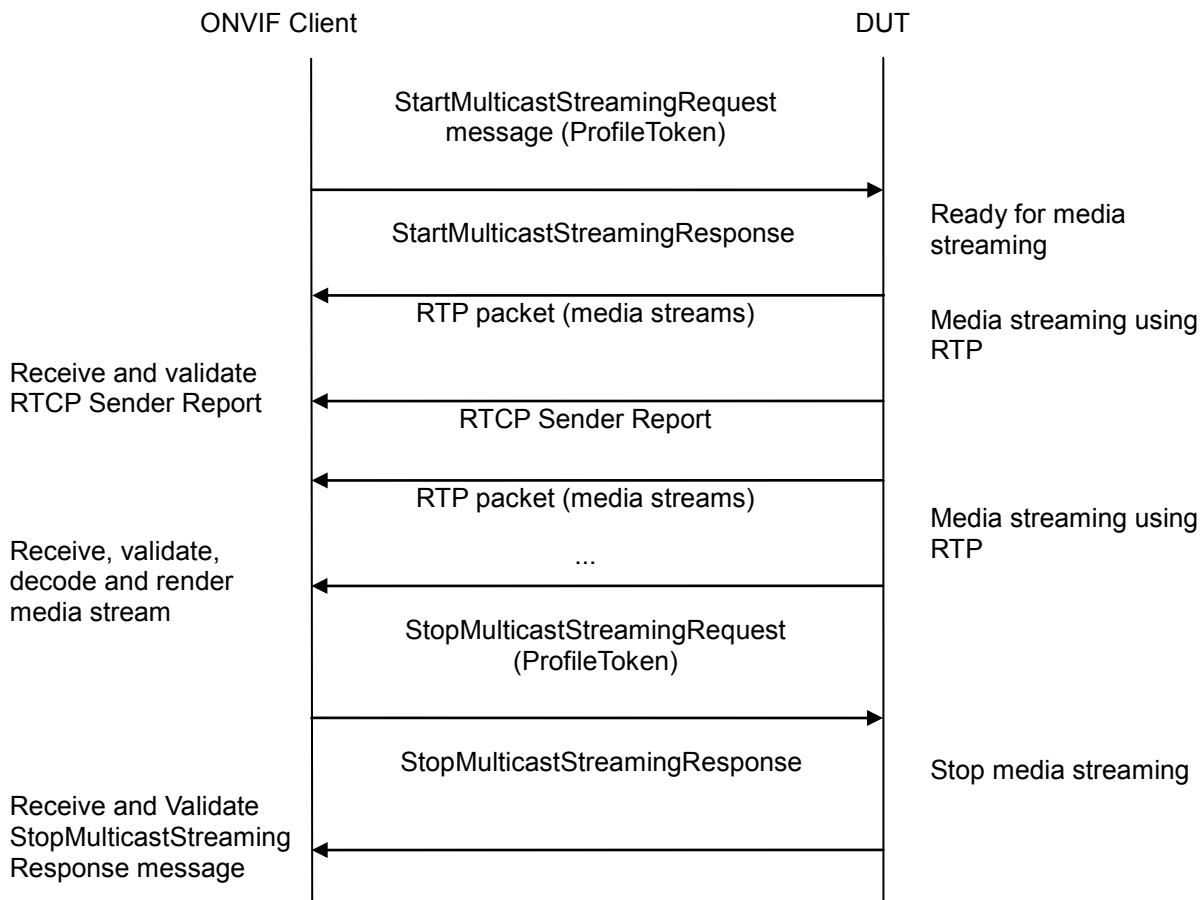 ONVIF Client
DUT
StartMulticastStreamingRequest
message (ProfileToken)
Ready for media
streaming
StartMulticastStreamingResponse
RTP packet (media streams)
Media streaming using
RTP
Receive and validate
RTCP Sender Report
RTCP Sender Report
RTP packet (media streams)
Media streaming using
RTP
Receive, validate,
decode and render
media stream
...
StopMulticastStreamingRequest
(ProfileToken)
StopMulticastStreamingResponse
Stop media streaming
Receive and Validate
StopMulticastStreaming
Response message